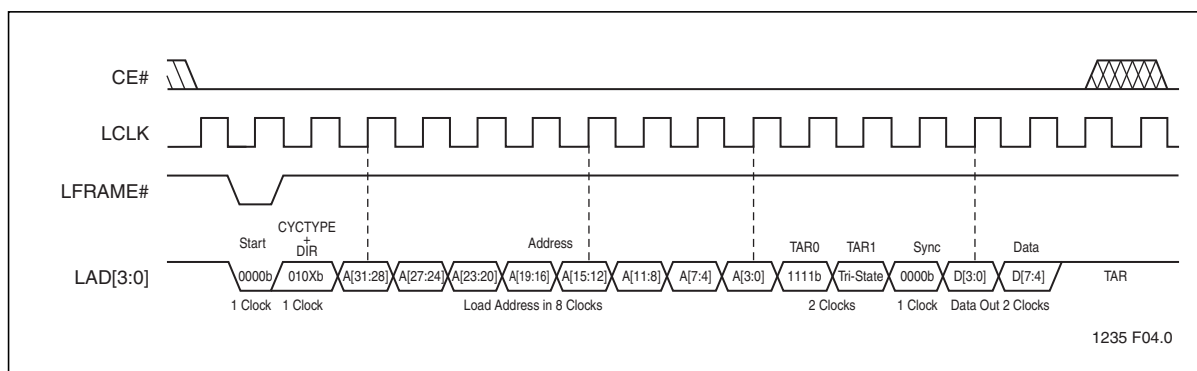 CE#
LCLK
LFRAME#
Start
CYCTYPE
+
DIR
Address
TAR0 TAR1 Sync Data
LAD[3:0]
0000b 010Xb A[31:28] A[27:24] A[23:20] A[19:16] A[15:12] A[11:8] A[7:4] A[3:0] 1111b Tri-State 0000b D[3:0] D[7:4] TAR
1 Clock 1 Clock Load Address in 8 Clocks 2 Clocks 1 Clock Data Out 2 Clocks
1235 F04.0